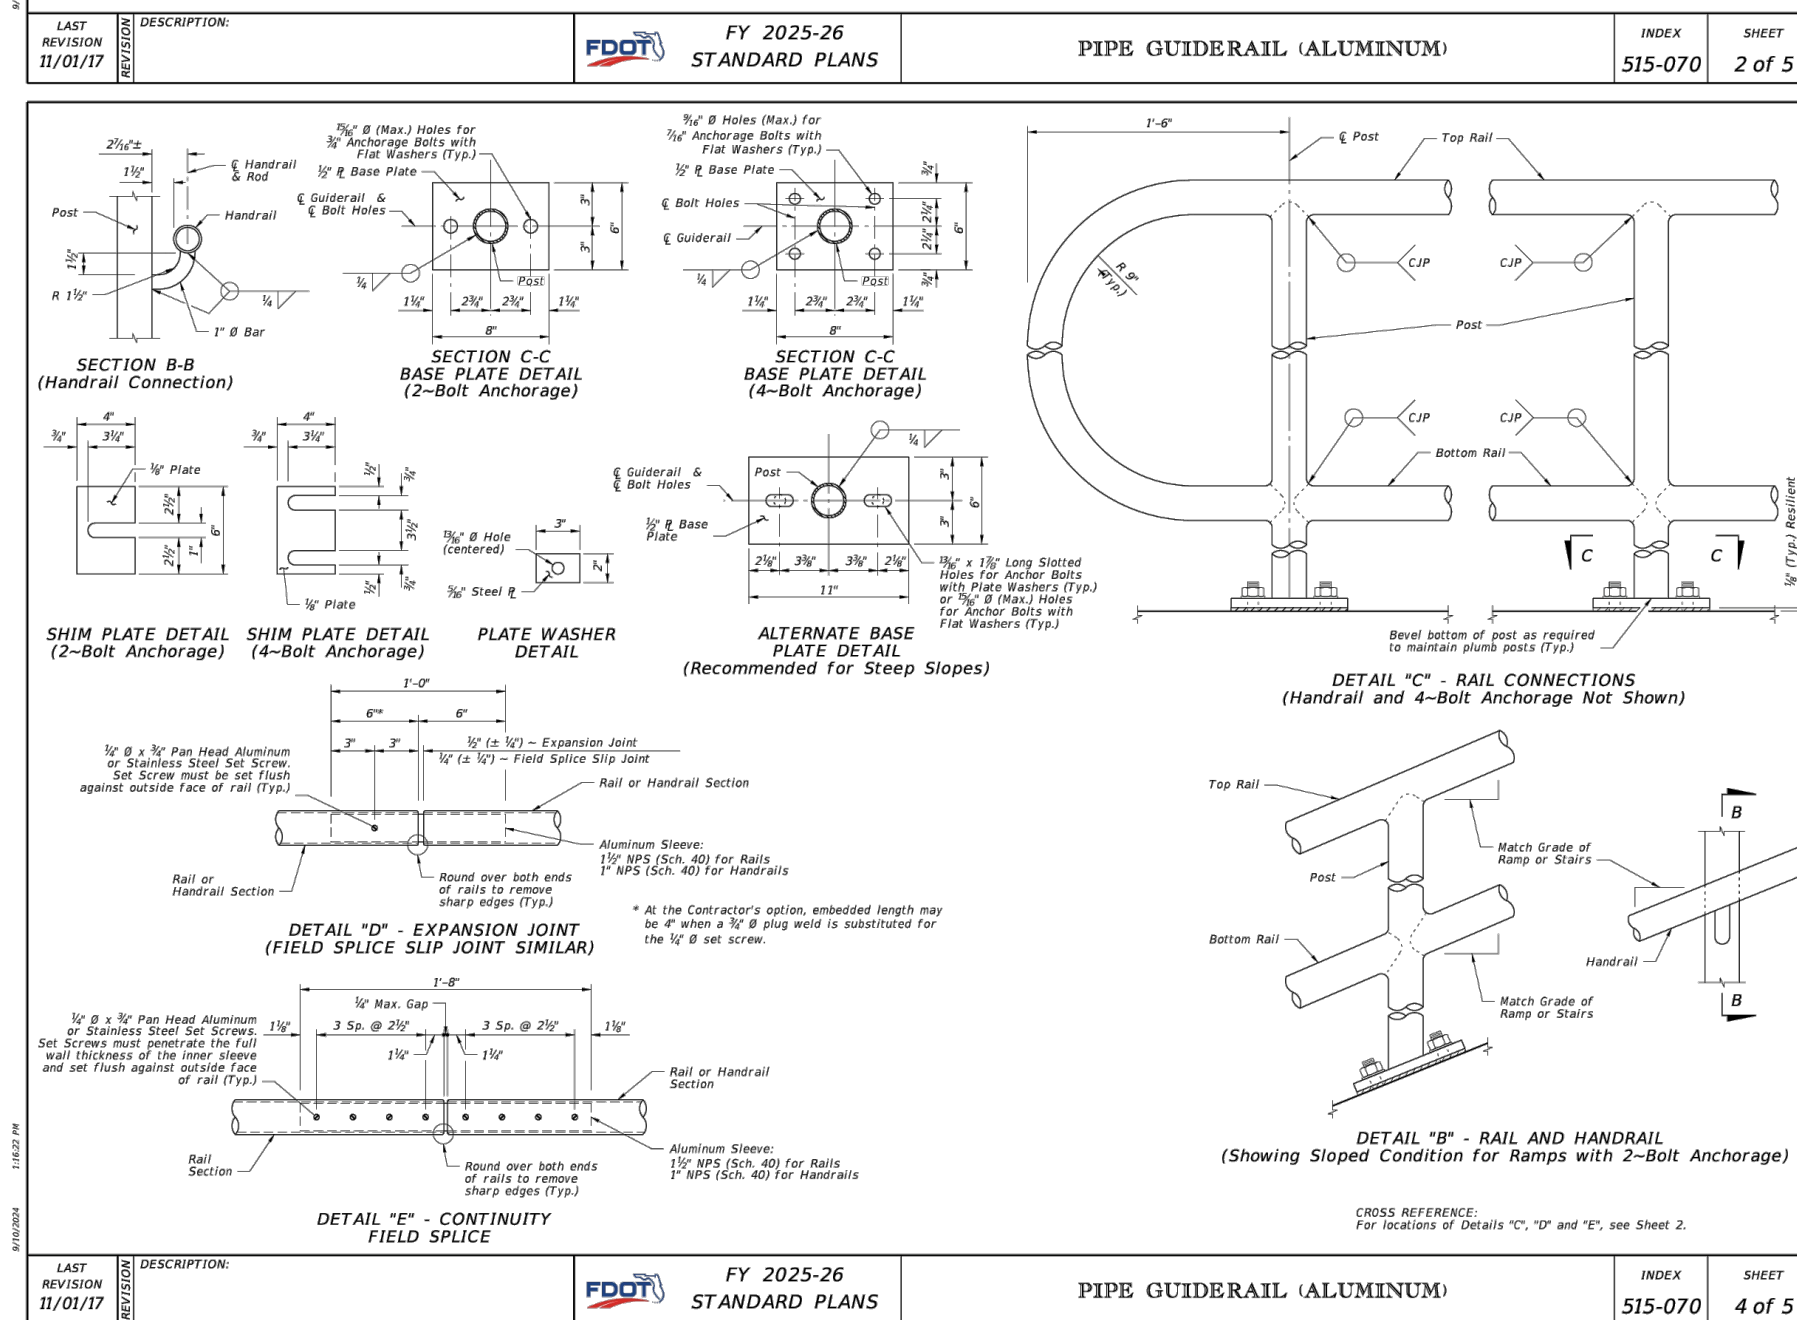 LAST
REVISION
11/01/17
REVISION
DESCRIPTION:
FDOT
FY 2025-26
STANDARD PLANS
PIPE GUIDERAIL (ALUMINUM)
INDEX
515-070
SHEET
2 of 5
2⁷⁄₁₆"±
1½"
℄ Handrail
& Rod
Post
Handrail
1½"
R 1½"
¼
1" Ø Bar
SECTION B-B
(Handrail Connection)
¹⁵⁄₁₆" Ø (Max.) Holes for
¾" Anchorage Bolts with
Flat Washers (Typ.)
½" ℞ Base Plate
℄ Guiderail &
℄ Bolt Holes
3"
3"
6"
¼
Post
1¼"
2¾"
2¾"
1¼"
8"
SECTION C-C
BASE PLATE DETAIL
(2~Bolt Anchorage)
⁹⁄₁₆" Ø Holes (Max.) for
⁷⁄₁₆" Anchorage Bolts with
Flat Washers (Typ.)
½" ℞ Base Plate
℄ Bolt Holes
℄ Guiderail
¾"
2¼"
2¼"
¾"
6"
¼
Post
1¼"
2¾"
2¾"
1¼"
8"
SECTION C-C
BASE PLATE DETAIL
(4~Bolt Anchorage)
1'-6"
℄ Post
Top Rail
R 9"
(Typ.)
CJP
CJP
Post
CJP
CJP
Bottom Rail
C
C
⅛" (Typ.) Resilient
Bevel bottom of post as required
to maintain plumb posts (Typ.)
DETAIL "C" - RAIL CONNECTIONS
(Handrail and 4~Bolt Anchorage Not Shown)
4"
¾"
3¼"
⅛" Plate
2½"
1"
2½"
6"
SHIM PLATE DETAIL
(2~Bolt Anchorage)
4"
¾"
3¼"
½"
¾"
3½"
¾"
½"
⅛" Plate
SHIM PLATE DETAIL
(4~Bolt Anchorage)
3"
¹³⁄₁₆" Ø Hole
(centered)
2"
⁵⁄₁₆" Steel ℞
PLATE WASHER
DETAIL
¼
℄ Guiderail &
℄ Bolt Holes
Post
3"
3"
6"
½" ℞ Base
Plate
2⅛"
3⅜"
3⅜"
2⅛"
11"
¹³⁄₁₆" x 1⅞" Long Slotted
Holes for Anchor Bolts
with Plate Washers (Typ.)
or ¹⁵⁄₁₆" Ø (Max.) Holes
for Anchor Bolts with
Flat Washers (Typ.)
ALTERNATE BASE
PLATE DETAIL
(Recommended for Steep Slopes)
1'-0"
6"*
6"
3"
3"
½" (± ¼") ~ Expansion Joint
¼" (± ¼") ~ Field Splice Slip Joint
¼" Ø x ¾" Pan Head Aluminum
or Stainless Steel Set Screw.
Set Screw must be set flush
against outside face of rail (Typ.)
Rail or Handrail Section
Aluminum Sleeve:
1½" NPS (Sch. 40) for Rails
1" NPS (Sch. 40) for Handrails
Rail or
Handrail Section
Round over both ends
of rails to remove
sharp edges (Typ.)
* At the Contractor's option, embedded length may
be 4" when a ¾" Ø plug weld is substituted for
the ¼" Ø set screw.
DETAIL "D" - EXPANSION JOINT
(FIELD SPLICE SLIP JOINT SIMILAR)
1'-8"
¼" Max. Gap
1⅛"
3 Sp. @ 2½"
3 Sp. @ 2½"
1⅛"
1¼"
1¼"
¼" Ø x ¾" Pan Head Aluminum
or Stainless Steel Set Screws.
Set Screws must penetrate the full
wall thickness of the inner sleeve
and set flush against outside face
of rail (Typ.)
Rail or Handrail
Section
Aluminum Sleeve:
1½" NPS (Sch. 40) for Rails
1" NPS (Sch. 40) for Handrails
Rail
Section
Round over both ends
of rails to remove
sharp edges (Typ.)
DETAIL "E" - CONTINUITY
FIELD SPLICE
Top Rail
Match Grade of
Ramp or Stairs
Post
Bottom Rail
Match Grade of
Ramp or Stairs
B
Handrail
B
DETAIL "B" - RAIL AND HANDRAIL
(Showing Sloped Condition for Ramps with 2~Bolt Anchorage)
CROSS REFERENCE:
For locations of Details "C", "D" and "E", see Sheet 2.
9/10/2024
1:16:22 PM
LAST
REVISION
11/01/17
REVISION
DESCRIPTION:
FDOT
FY 2025-26
STANDARD PLANS
PIPE GUIDERAIL (ALUMINUM)
INDEX
515-070
SHEET
4 of 5